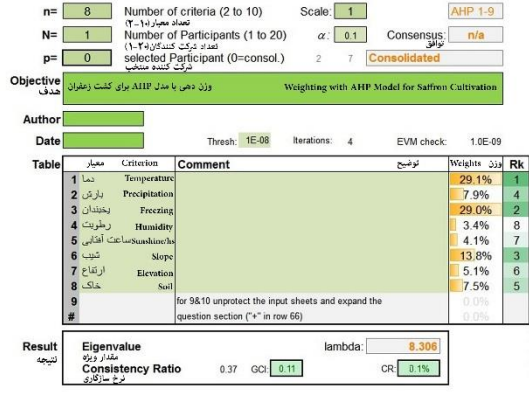 n= 8 Number of criteria (2 to 10) Scale: 1 AHP 1-9
تعداد معیار(۱۰-۲)
N= 1 Number of Participants (1 to 20) α: 0.1 Consensus: n/a
تعداد شرکت کنندگان(۲۰-۱) توافق
p= 0 selected Participant (0=consol.) 2 7 Consolidated
شرکت کننده منتخب
Objective وزن دهی با مدل AHP برای کشت زعفران Weighting with AHP Model for Saffron Cultivation
هدف
Author
Date Thresh: 1E-08 Iterations: 4 EVM check: 1.0E-09
Table معیار Criterion Comment توضیح Weights وزن Rk
1 دما Temperature 29.1% 1
2 بارش Precipitation 7.9% 4
3 یخبندان Freezing 29.0% 2
4 رطوبت Humidity 3.4% 8
5 ساعت آفتابی Sunshine/hs 4.1% 7
6 شیب Slope 13.8% 3
7 ارتفاع Elevation 5.1% 6
8 خاک Soil 7.5% 5
9 for 9&10 unprotect the input sheets and expand the 0.0%
# question section ("+" in row 66) 0.0%
Result Eigenvalue lambda: 8.306
نتیجه مقدار ویژه
Consistency Ratio 0.37 GCI: 0.11 CR: 3.1%
نرخ سازگاری